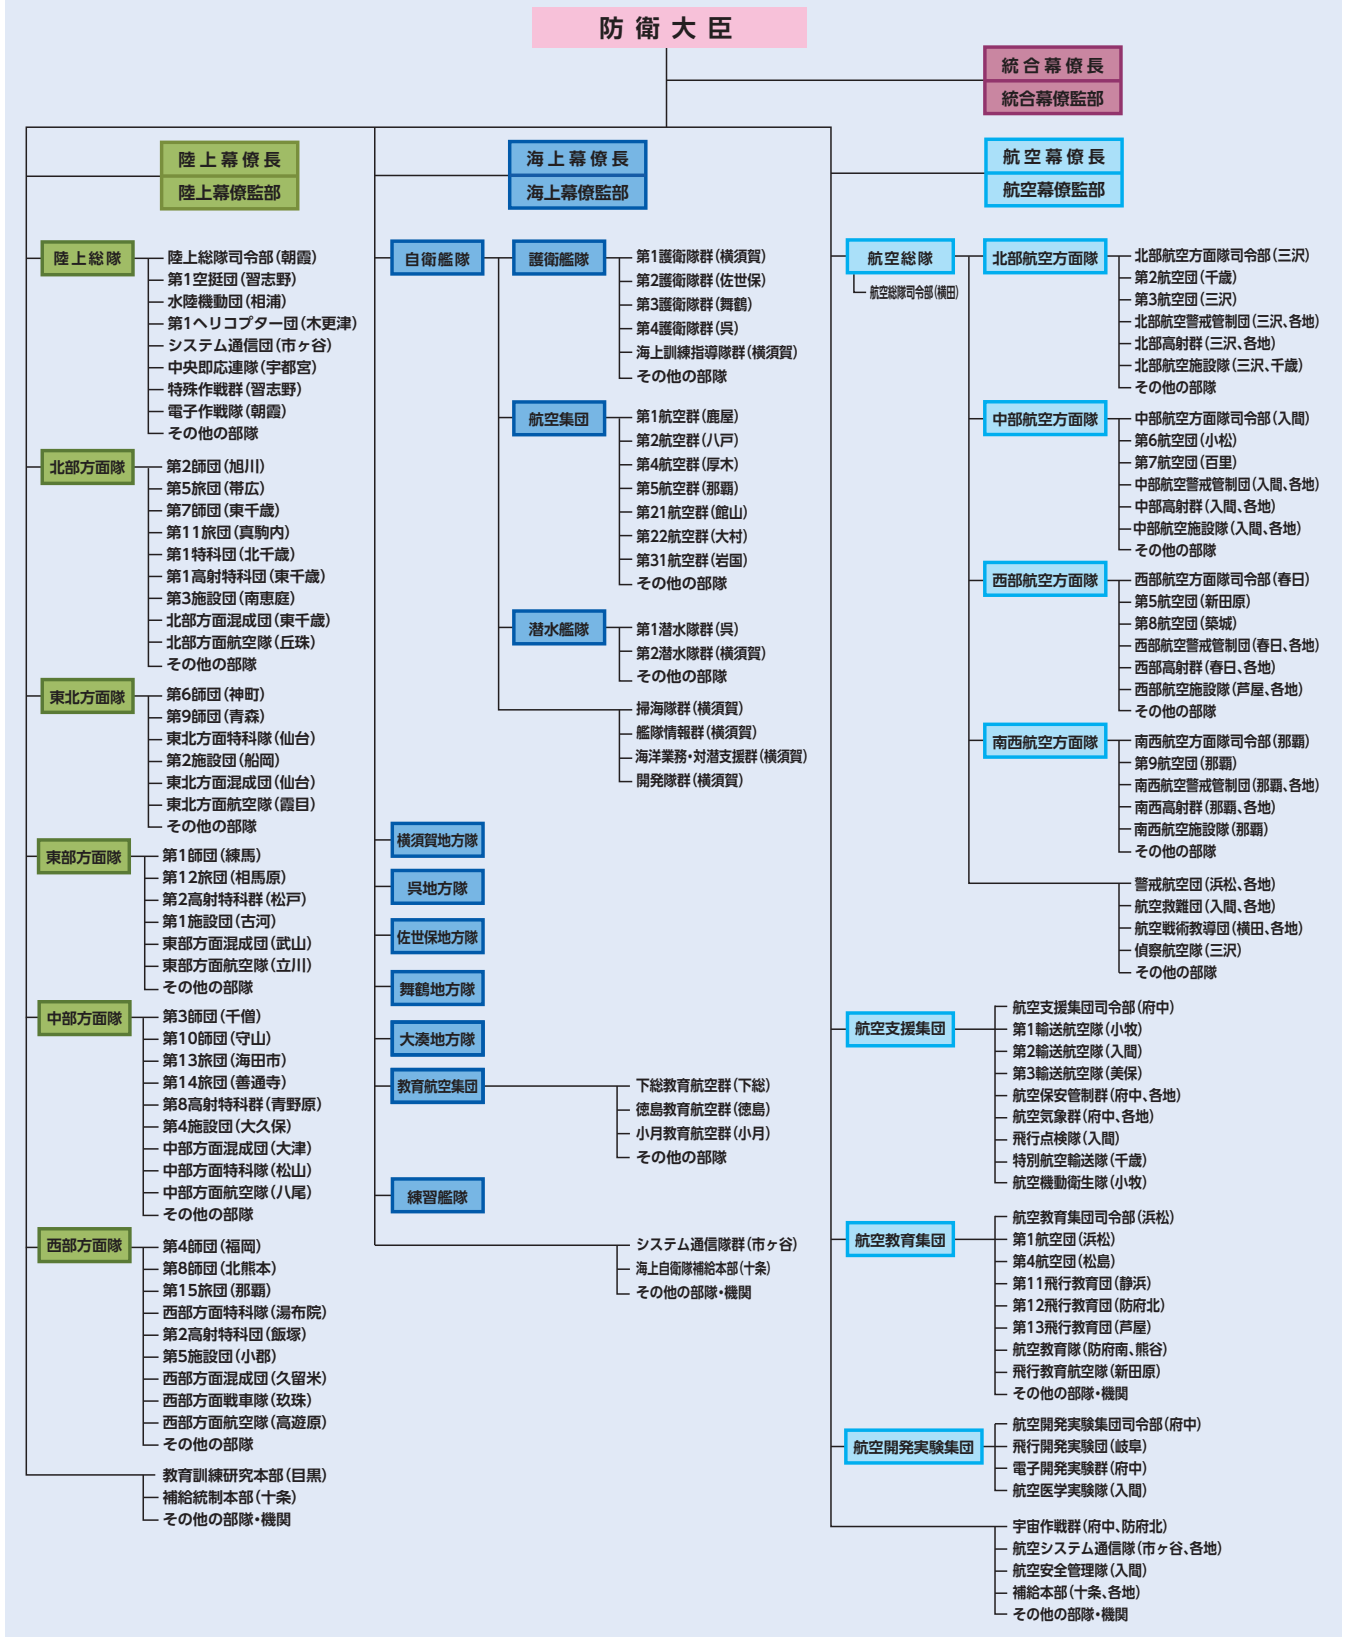 防衛大臣
統合幕僚長
統合幕僚監部
陸上幕僚長
陸上幕僚監部
陸上総隊
陸上総隊司令部(朝霞)
第1空挺団(習志野)
水陸機動団(相浦)
第1ヘリコプター団(木更津)
システム通信団(市ヶ谷)
中央即応連隊(宇都宮)
特殊作戦群(習志野)
電子作戦隊(朝霞)
その他の部隊
北部方面隊
第2師団(旭川)
第5旅団(帯広)
第7師団(東千歳)
第11旅団(真駒内)
第1特科団(北千歳)
第1高射特科団(東千歳)
第3施設団(南恵庭)
北部方面混成団(東千歳)
北部方面航空隊(丘珠)
その他の部隊
東北方面隊
第6師団(神町)
第9師団(青森)
東北方面特科隊(仙台)
第2施設団(船岡)
東北方面混成団(仙台)
東北方面航空隊(霞目)
その他の部隊
東部方面隊
第1師団(練馬)
第12旅団(相馬原)
第2高射特科群(松戸)
第1施設団(古河)
東部方面混成団(武山)
東部方面航空隊(立川)
その他の部隊
中部方面隊
第3師団(千僧)
第10師団(守山)
第13旅団(海田市)
第14旅団(善通寺)
第8高射特科群(青野原)
第4施設団(大久保)
中部方面混成団(大津)
中部方面特科隊(松山)
中部方面航空隊(八尾)
その他の部隊
西部方面隊
第4師団(福岡)
第8師団(北熊本)
第15旅団(那覇)
西部方面特科隊(湯布院)
第2高射特科団(飯塚)
第5施設団(小郡)
西部方面混成団(久留米)
西部方面戦車隊(玖珠)
西部方面航空隊(高遊原)
その他の部隊
教育訓練研究本部(目黒)
補給統制本部(十条)
その他の部隊・機関
海上幕僚長
海上幕僚監部
自衛艦隊
護衛艦隊
第1護衛隊群(横須賀)
第2護衛隊群(佐世保)
第3護衛隊群(舞鶴)
第4護衛隊群(呉)
海上訓練指導隊群(横須賀)
その他の部隊
航空集団
第1航空群(鹿屋)
第2航空群(八戸)
第4航空群(厚木)
第5航空群(那覇)
第21航空群(館山)
第22航空群(大村)
第31航空群(岩国)
その他の部隊
潜水艦隊
第1潜水隊群(呉)
第2潜水隊群(横須賀)
その他の部隊
掃海隊群(横須賀)
艦隊情報群(横須賀)
海洋業務・対潜支援群(横須賀)
開発隊群(横須賀)
横須賀地方隊
呉地方隊
佐世保地方隊
舞鶴地方隊
大湊地方隊
教育航空集団
下総教育航空群(下総)
徳島教育航空群(徳島)
小月教育航空群(小月)
その他の部隊
練習艦隊
システム通信隊群(市ヶ谷)
海上自衛隊補給本部(十条)
その他の部隊・機関
航空幕僚長
航空幕僚監部
航空総隊
航空総隊司令部(横田)
北部航空方面隊
北部航空方面隊司令部(三沢)
第2航空団(千歳)
第3航空団(三沢)
北部航空警戒管制団(三沢、各地)
北部高射群(三沢、各地)
北部航空施設隊(三沢、千歳)
その他の部隊
中部航空方面隊
中部航空方面隊司令部(入間)
第6航空団(小松)
第7航空団(百里)
中部航空警戒管制団(入間、各地)
中部高射群(入間、各地)
中部航空施設隊(入間、各地)
その他の部隊
西部航空方面隊
西部航空方面隊司令部(春日)
第5航空団(新田原)
第8航空団(築城)
西部航空警戒管制団(春日、各地)
西部高射群(春日、各地)
西部航空施設隊(芦屋、各地)
その他の部隊
南西航空方面隊
南西航空方面隊司令部(那覇)
第9航空団(那覇)
南西航空警戒管制団(那覇、各地)
南西高射群(那覇、各地)
南西航空施設隊(那覇)
その他の部隊
警戒航空団(浜松、各地)
航空救難団(入間、各地)
航空戦術教導団(横田、各地)
偵察航空隊(三沢)
その他の部隊
航空支援集団
航空支援集団司令部(府中)
第1輸送航空隊(小牧)
第2輸送航空隊(入間)
第3輸送航空隊(美保)
航空保安管制群(府中、各地)
航空気象群(府中、各地)
飛行点検隊(入間)
特別航空輸送隊(千歳)
航空機動衛生隊(小牧)
航空教育集団
航空教育集団司令部(浜松)
第1航空団(浜松)
第4航空団(松島)
第11飛行教育団(静浜)
第12飛行教育団(防府北)
第13飛行教育団(芦屋)
航空教育隊(防府南、熊谷)
飛行教育航空隊(新田原)
その他の部隊・機関
航空開発実験集団
航空開発実験集団司令部(府中)
飛行開発実験団(岐阜)
電子開発実験群(府中)
航空医学実験隊(入間)
宇宙作戦群(府中、防府北)
航空システム通信隊(市ヶ谷、各地)
航空安全管理隊(入間)
補給本部(十条、各地)
その他の部隊・機関